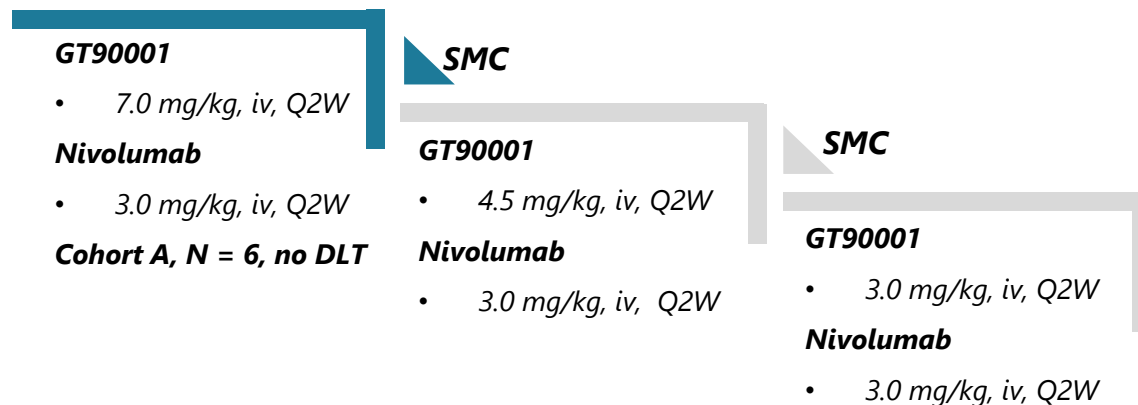 GT90001
• 7.0 mg/kg, iv, Q2W
Nivolumab
• 3.0 mg/kg, iv, Q2W
Cohort A, N = 6, no DLT
SMC
GT90001
• 4.5 mg/kg, iv, Q2W
Nivolumab
• 3.0 mg/kg, iv, Q2W
SMC
GT90001
• 3.0 mg/kg, iv, Q2W
Nivolumab
• 3.0 mg/kg, iv, Q2W